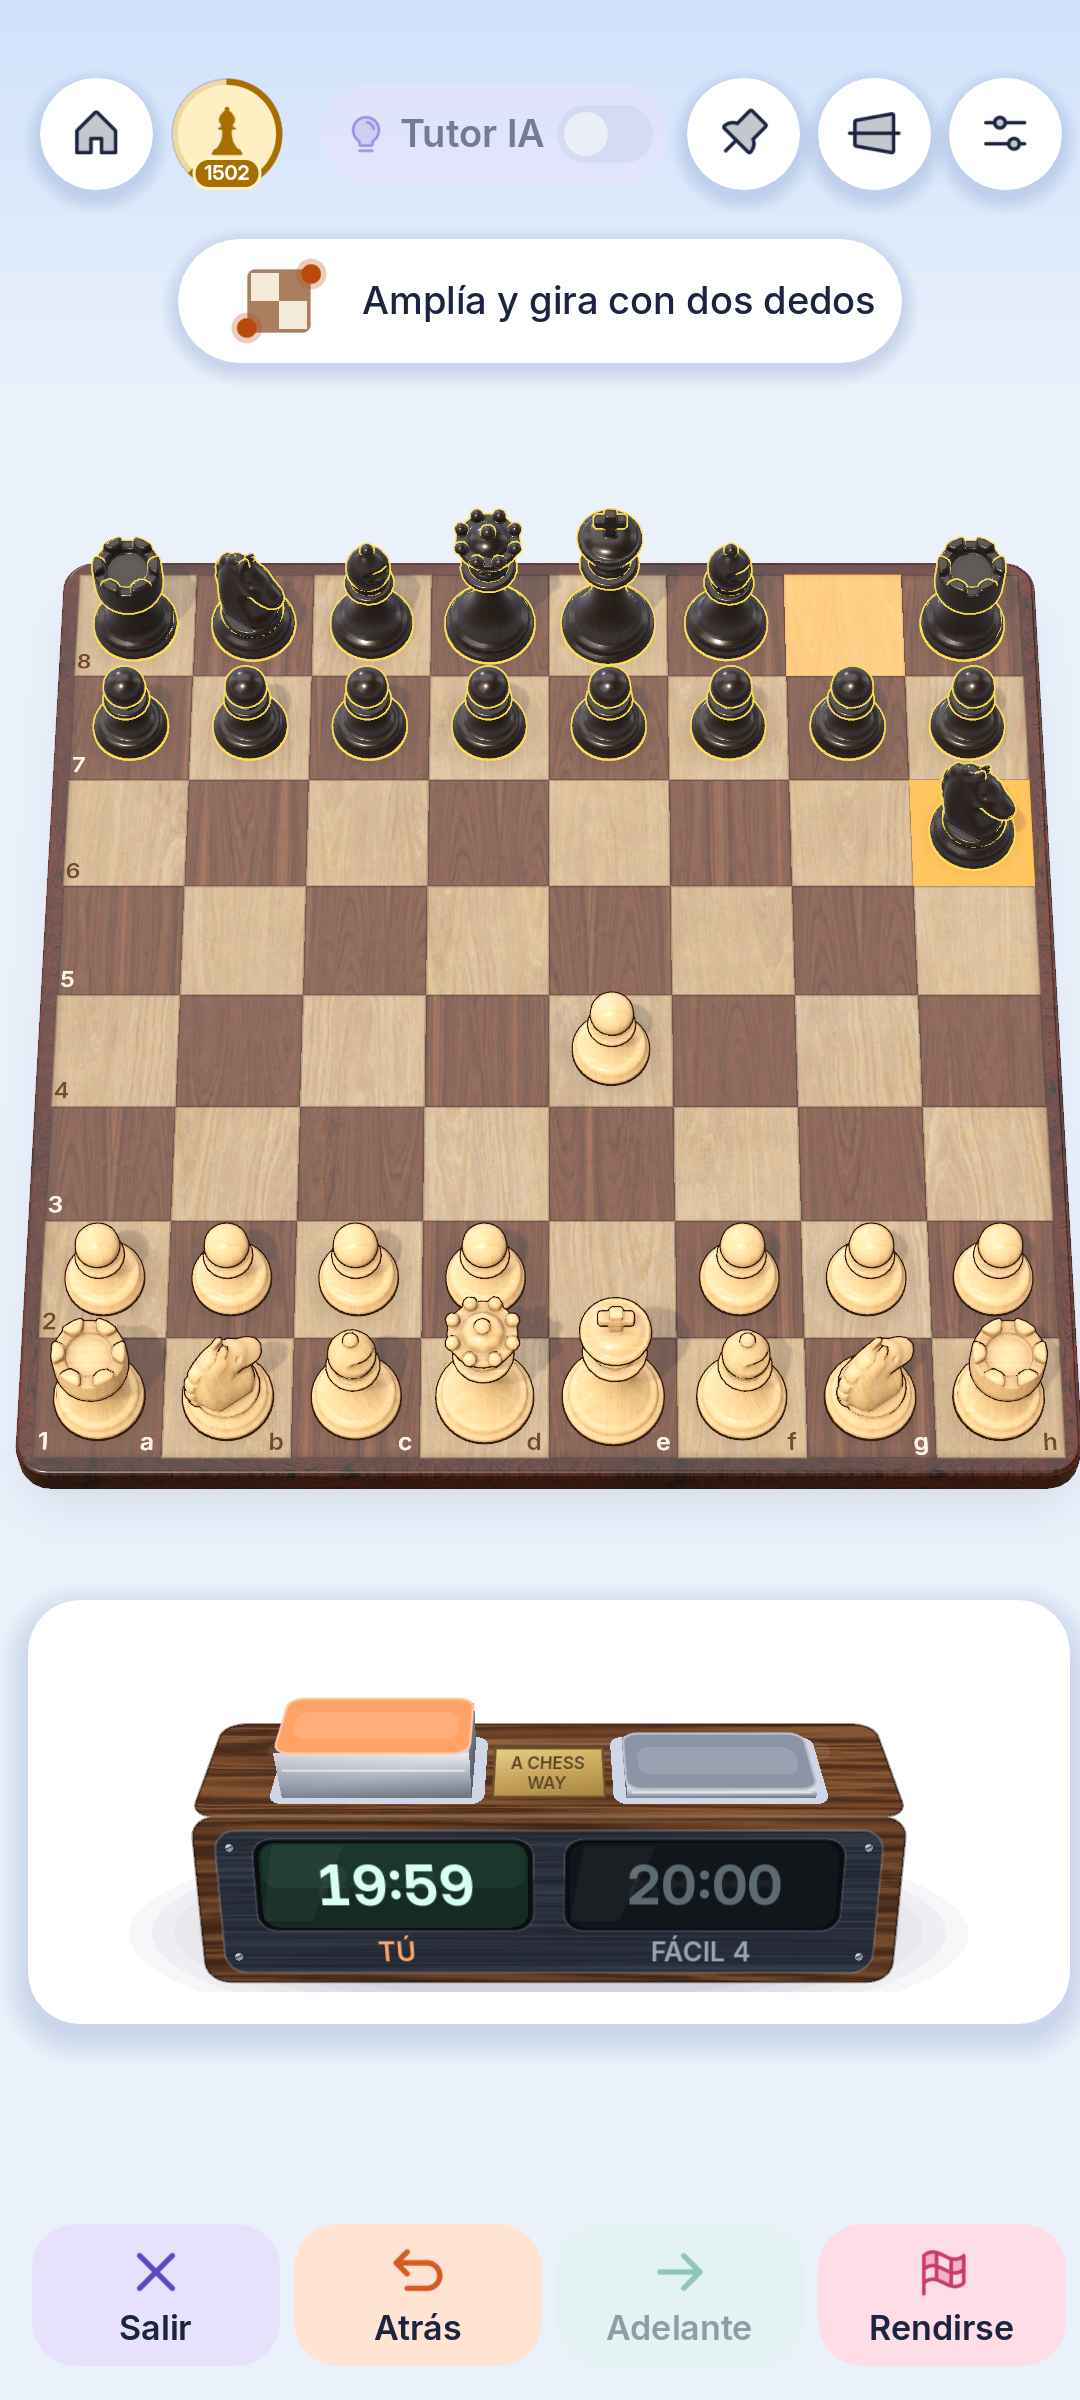 Tutor IA
1502
Amplía y gira con dos dedos
8
7
6
5
4
3
2
1 a b c d e f g h
A CHESS
WAY
19:59 20:00
TÚ FÁCIL 4
Salir Atrás Adelante Rendirse